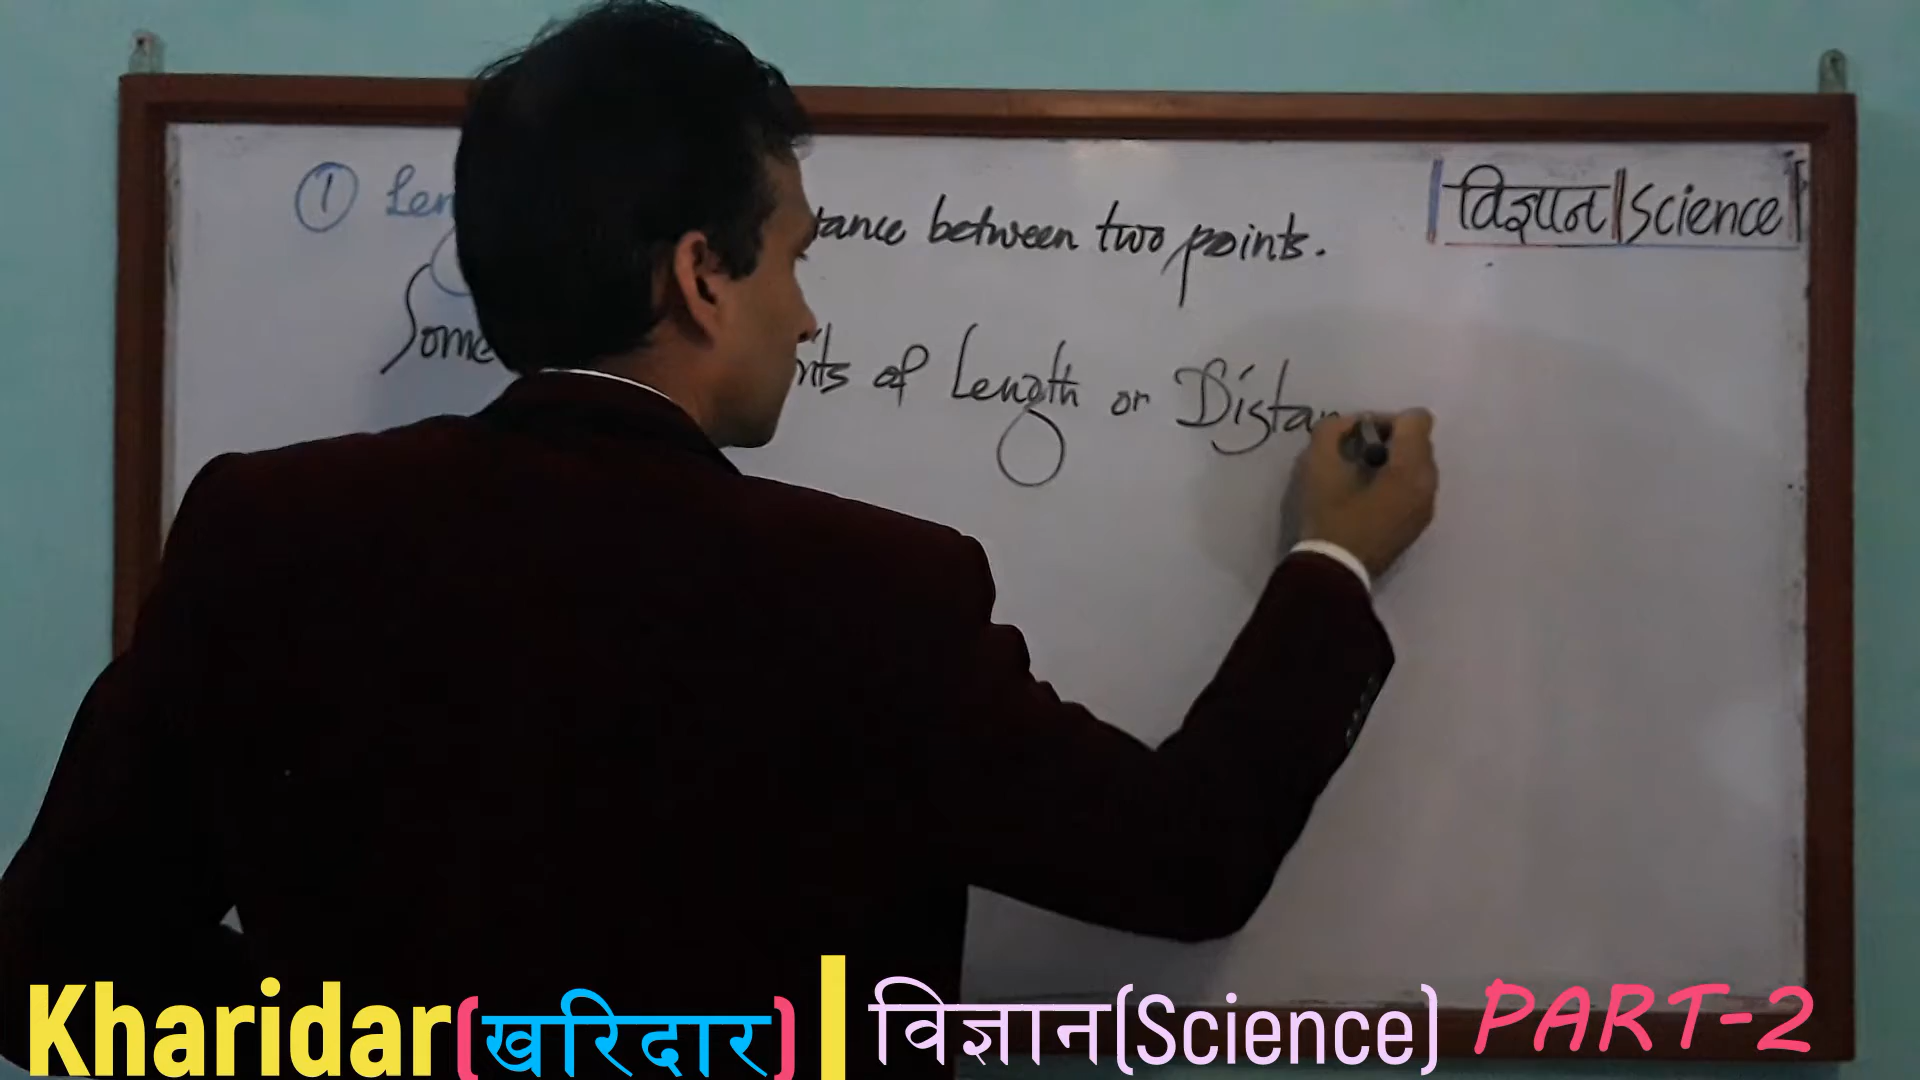 ① Len tance between two points.
विज्ञान | Science
Some its of Length or Distan
Kharidar(खरिदार) | विज्ञान(Science) PART-2